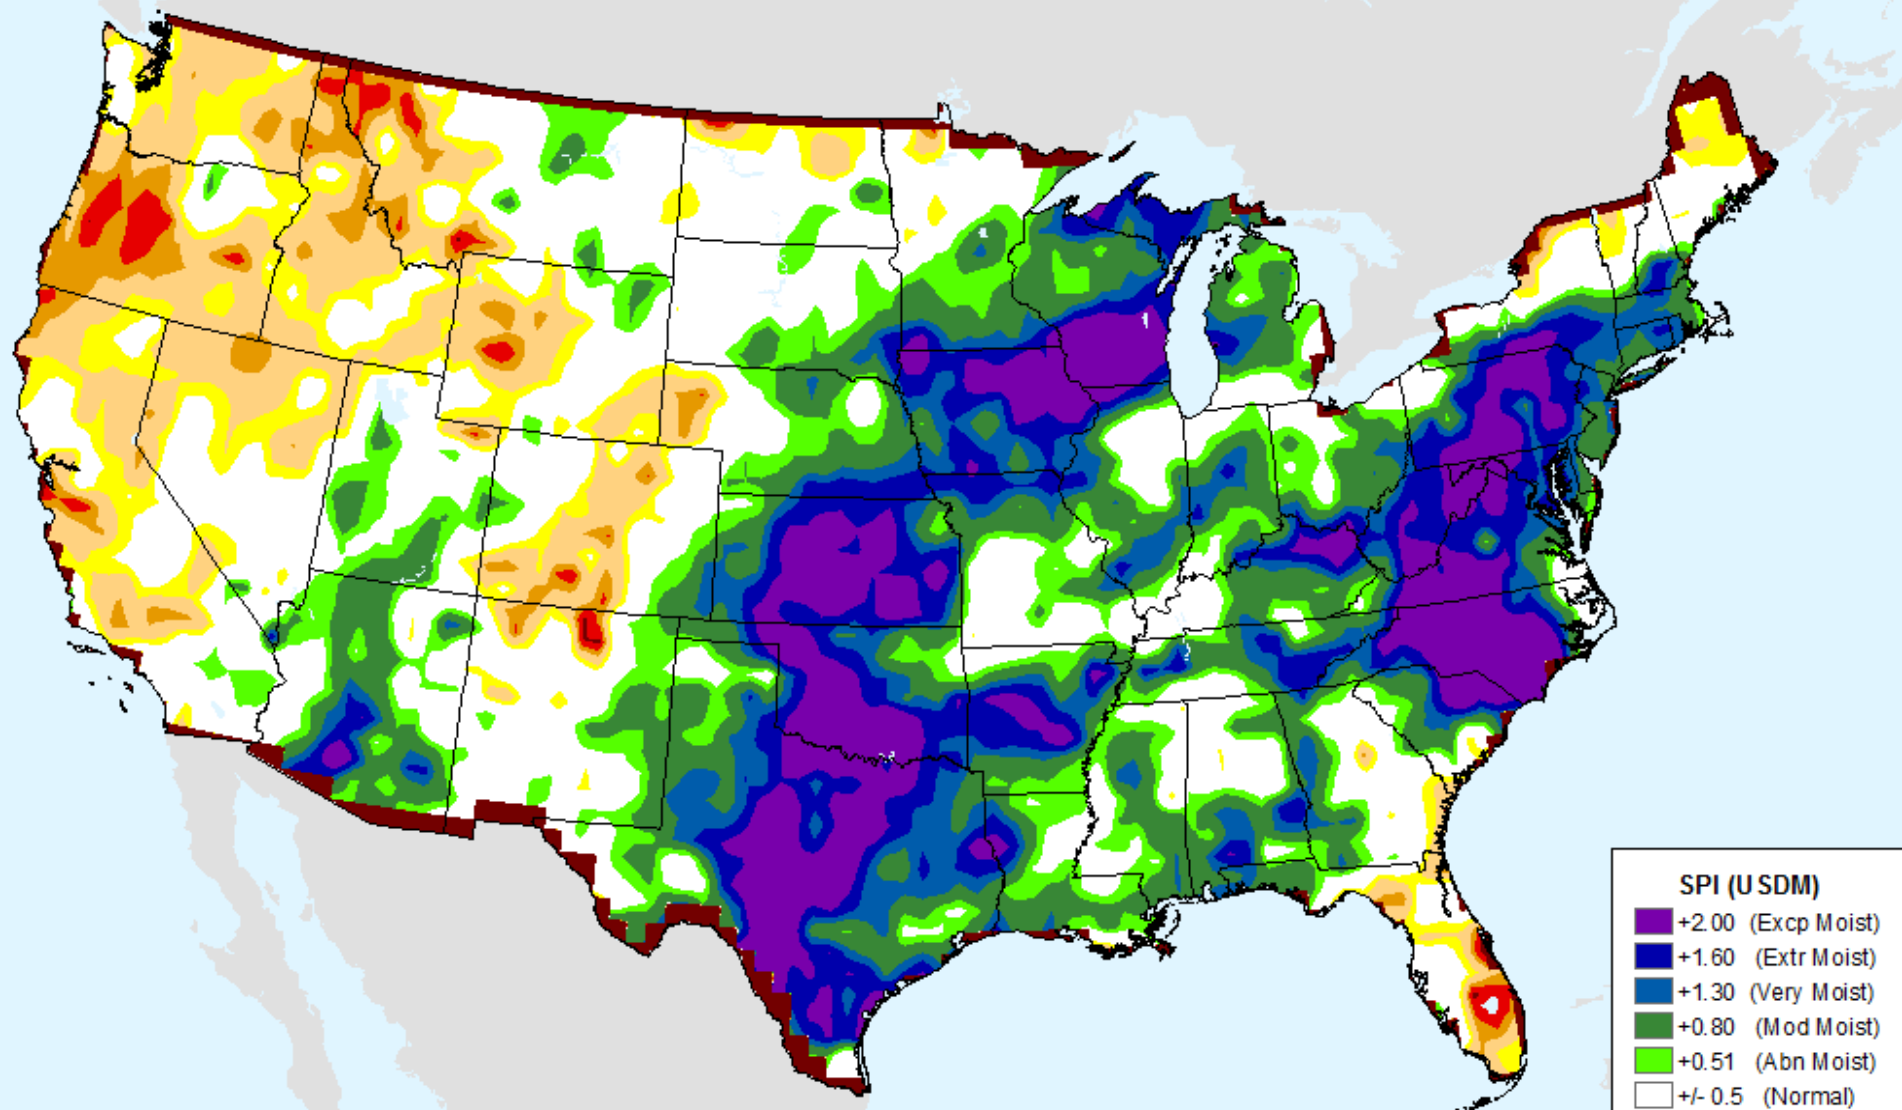 SPI (USDM)
+2.00 (Excp Moist)
+1.60 (Extr Moist)
+1.30 (Very Moist)
+0.80 (Mod Moist)
+0.51 (Abn Moist)
+/- 0.5 (Normal)